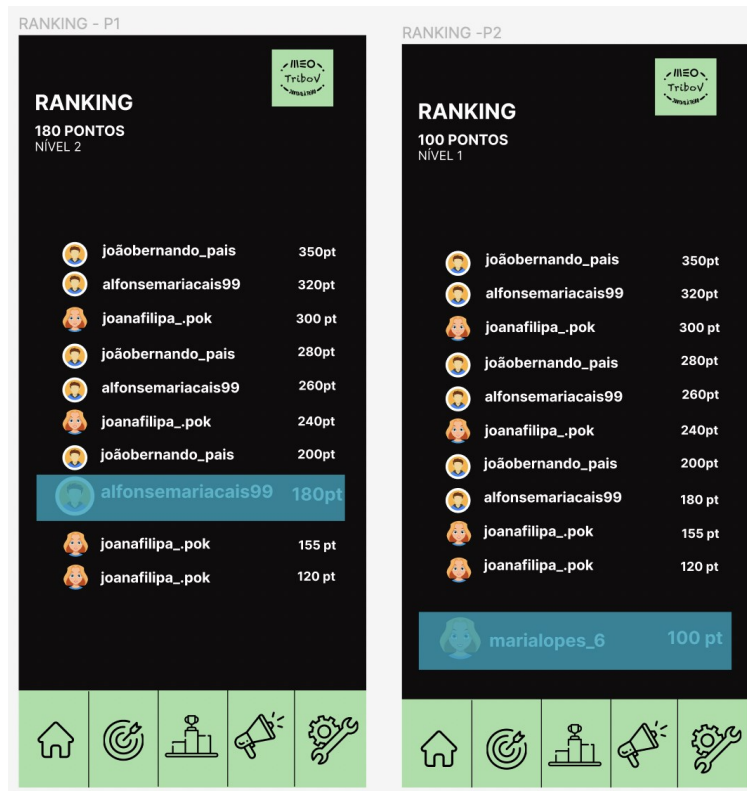 RANKING - P1
MEO
TriboV
RANKING
180 PONTOS
NÍVEL 2
joãobernando_pais 350pt
alfonsemariacais99 320pt
joanafilipa_.pok 300 pt
joãobernando_pais 280pt
alfonsemariacais99 260pt
joanafilipa_.pok 240pt
joãobernando_pais 200pt
alfonsemariacais99 180pt
joanafilipa_.pok 155 pt
joanafilipa_.pok 120 pt
RANKING -P2
MEO
TriboV
RANKING
100 PONTOS
NÍVEL 1
joãobernando_pais 350pt
alfonsemariacais99 320pt
joanafilipa_.pok 300 pt
joãobernando_pais 280pt
alfonsemariacais99 260pt
joanafilipa_.pok 240pt
joãobernando_pais 200pt
alfonsemariacais99 180 pt
joanafilipa_.pok 155 pt
joanafilipa_.pok 120 pt
marialopes_6 100 pt